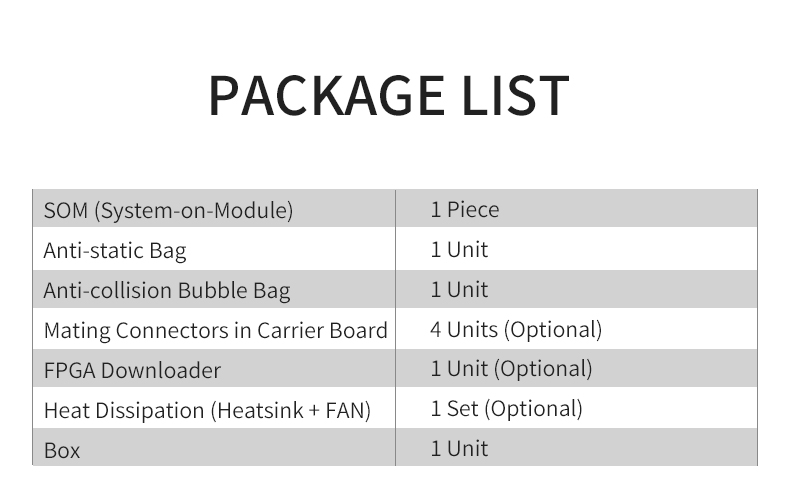 PACKAGE LIST
SOM (System-on-Module) 1 Piece
Anti-static Bag 1 Unit
Anti-collision Bubble Bag 1 Unit
Mating Connectors in Carrier Board 4 Units (Optional)
FPGA Downloader 1 Unit (Optional)
Heat Dissipation (Heatsink + FAN) 1 Set (Optional)
Box 1 Unit